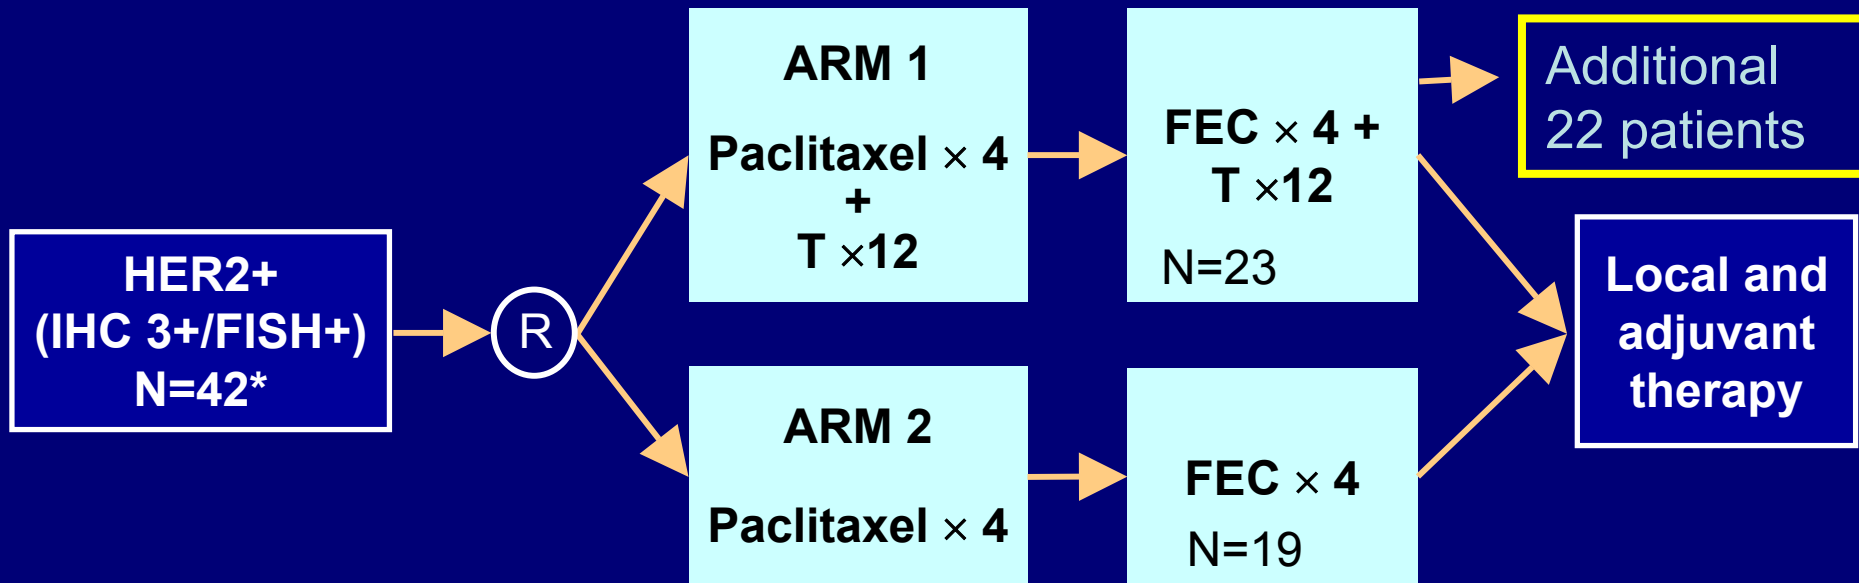 HER2+
(IHC 3+/FISH+)
N=42*
R
ARM 1
Paclitaxel × 4
+
T ×12
FEC × 4 +
T ×12
N=23
Additional
22 patients
ARM 2
Paclitaxel × 4
FEC × 4
N=19
Local and
adjuvant
therapy